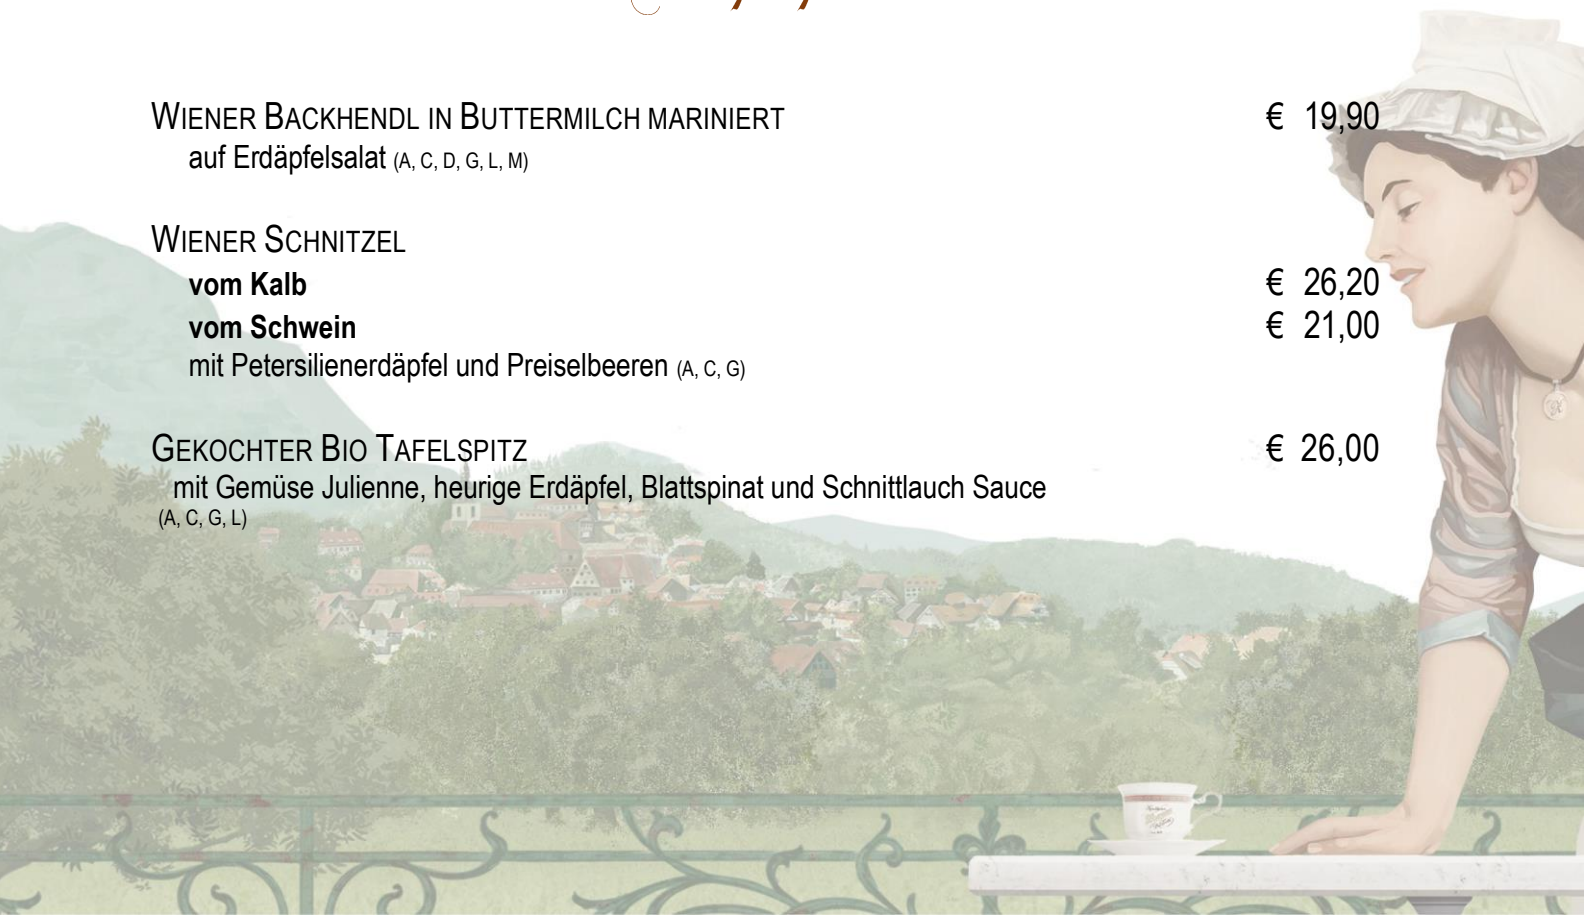 WIENER BACKHENDL IN BUTTERMILCH MARINIERT € 19,90
auf Erdäpfelsalat (A, C, D, G, L, M)
WIENER SCHNITZEL
vom Kalb € 26,20
vom Schwein € 21,00
mit Petersilienerdäpfel und Preiselbeeren (A, C, G)
GEKOCHTER BIO TAFELSPITZ € 26,00
mit Gemüse Julienne, heurige Erdäpfel, Blattspinat und Schnittlauch Sauce
(A, C, G, L)